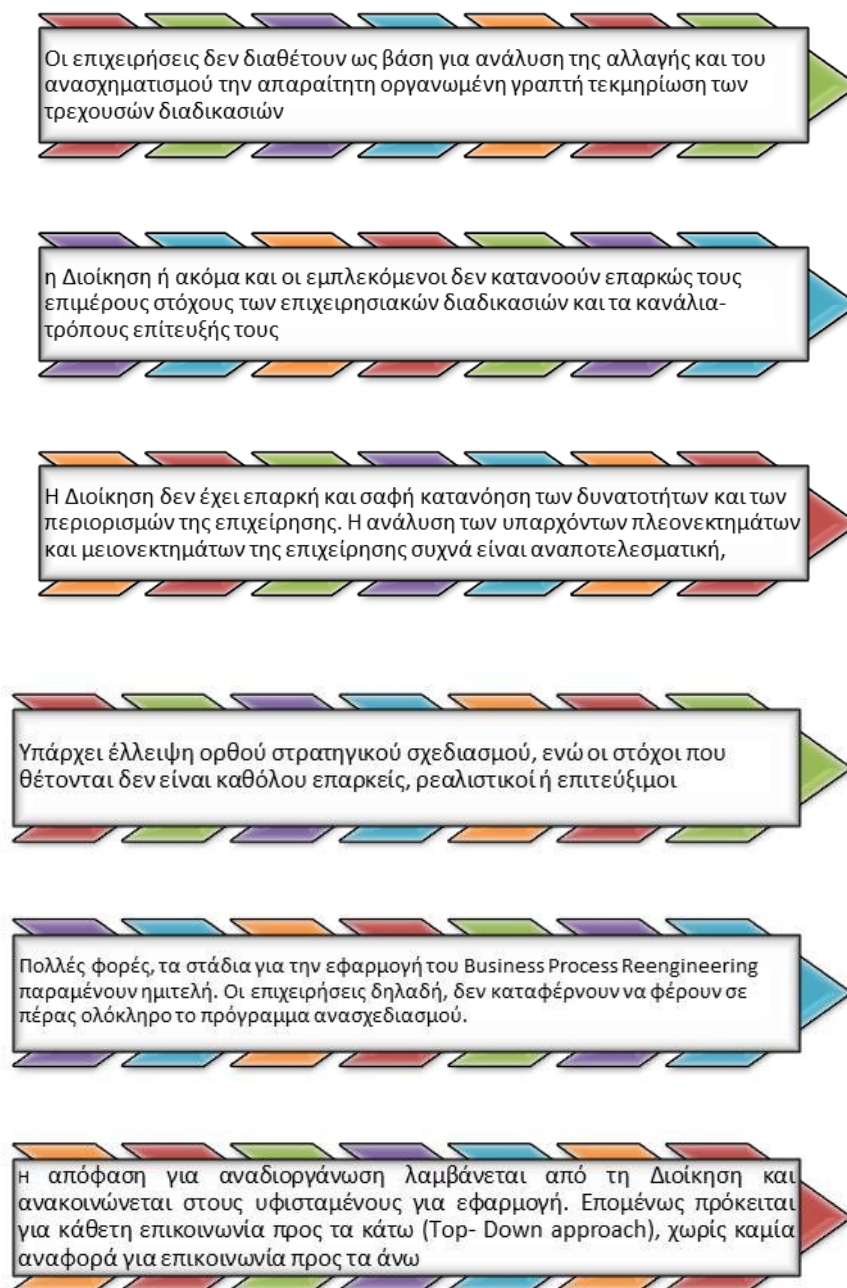 Οι επιχειρήσεις δεν διαθέτουν ως βάση για ανάλυση της αλλαγής και του
ανασχηματισμού την απαραίτητη οργανωμένη γραπτή τεκμηρίωση των
τρεχουσών διαδικασιών
η Διοίκηση ή ακόμα και οι εμπλεκόμενοι δεν κατανοούν επαρκώς τους
επιμέρους στόχους των επιχειρησιακών διαδικασιών και τα κανάλια-
τρόπους επίτευξής τους
Η Διοίκηση δεν έχει επαρκή και σαφή κατανόηση των δυνατοτήτων και των
περιορισμών της επιχείρησης. Η ανάλυση των υπαρχόντων πλεονεκτημάτων
και μειονεκτημάτων της επιχείρησης συχνά είναι αναποτελεσματική,
Υπάρχει έλλειψη ορθού στρατηγικού σχεδιασμού, ενώ οι στόχοι που
θέτονται δεν είναι καθόλου επαρκείς, ρεαλιστικοί ή επιτεύξιμοι
Πολλές φορές, τα στάδια για την εφαρμογή του Business Process Reengineering
παραμένουν ημιτελή. Οι επιχειρήσεις δηλαδή, δεν καταφέρνουν να φέρουν σε
πέρας ολόκληρο το πρόγραμμα ανασχεδιασμού.
Η απόφαση για αναδιοργάνωση λαμβάνεται από τη Διοίκηση και
ανακοινώνεται στους υφισταμένους για εφαρμογή. Επομένως πρόκειται
για κάθετη επικοινωνία προς τα κάτω (Top- Down approach), χωρίς καμία
αναφορά για επικοινωνία προς τα άνω